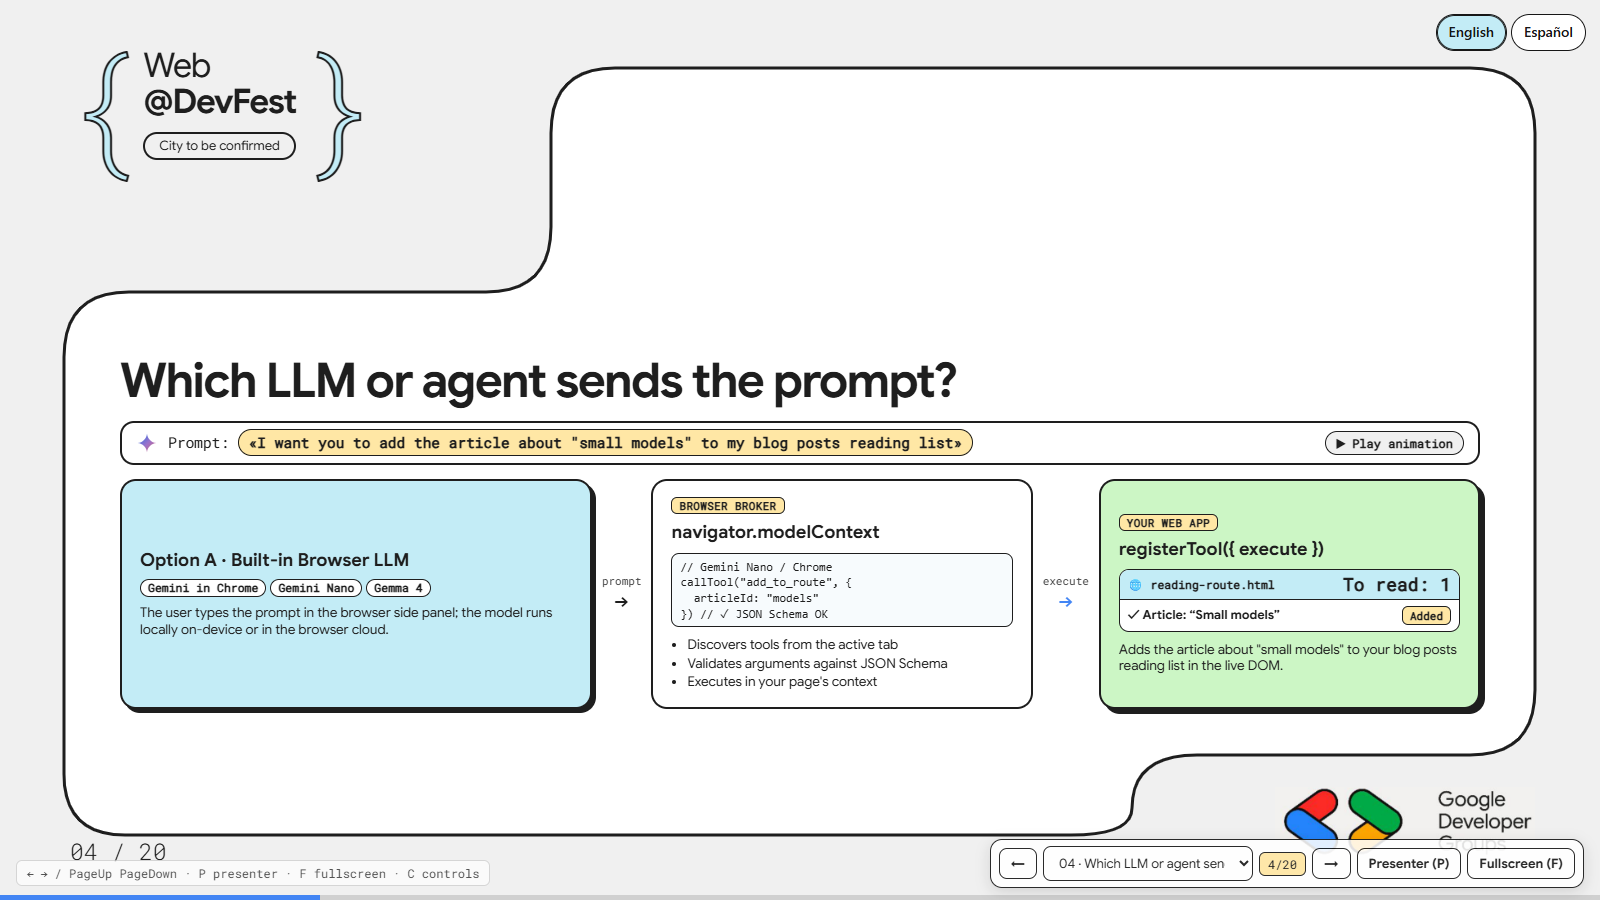 English Español
Web
@DevFest
City to be confirmed
Which LLM or agent sends the prompt?
Prompt: «I want you to add the article about "small models" to my blog posts reading list»
▶ Play animation
Option A · Built-in Browser LLM
Gemini in Chrome Gemini Nano Gemma 4
The user types the prompt in the browser side panel; the model runs
locally on-device or in the browser cloud.
prompt
→
BROWSER BROKER
navigator.modelContext
// Gemini Nano / Chrome
callTool("add_to_route", {
articleId: "models"
}) // ✓ JSON Schema OK
• Discovers tools from the active tab
• Validates arguments against JSON Schema
• Executes in your page's context
execute
→
YOUR WEB APP
registerTool({ execute })
reading-route.html To read: 1
✓ Article: “Small models” Added
Adds the article about "small models" to your blog posts
reading list in the live DOM.
Google
Developer
Groups
04 / 20
← → / PageUp PageDown · P presenter · F fullscreen · C controls
← 04 · Which LLM or agent sen 4/20 → Presenter (P) Fullscreen (F)